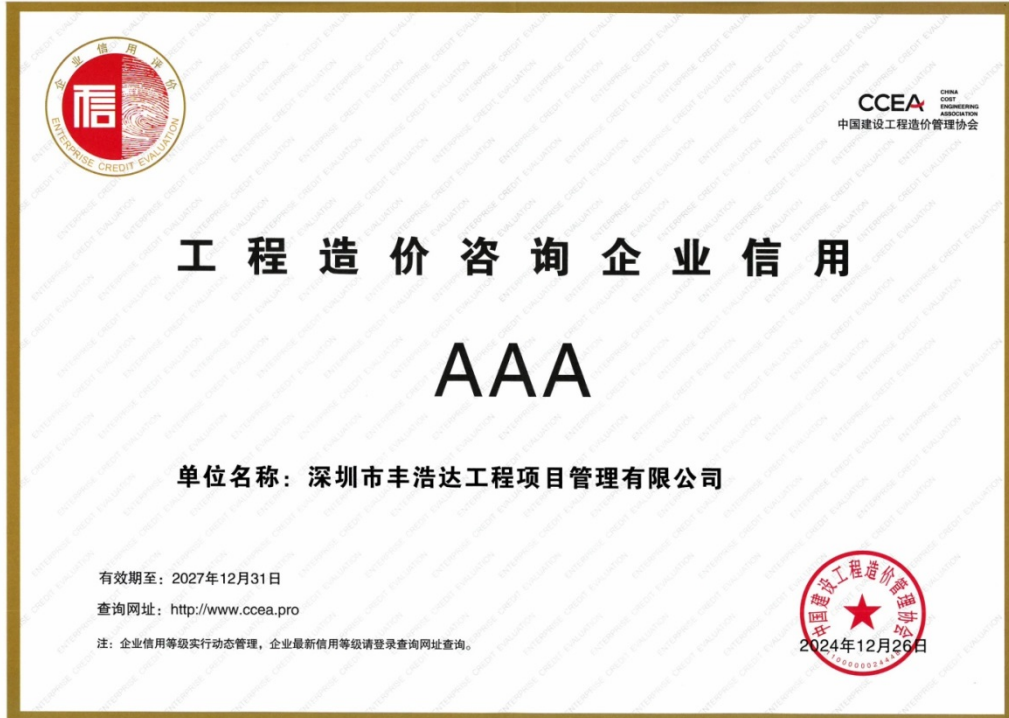 企业信用评价
信
ENTERPRISE CREDIT EVALUATION
CCEA
CHINA
COST
ENGINEERING
ASSOCIATION
中国建设工程造价管理协会
工程造价咨询企业信用
AAA
单位名称：深圳市丰浩达工程项目管理有限公司
有效期至：2027年12月31日
查询网址：http://www.ccea.pro
注：企业信用等级实行动态管理，企业最新信用等级请登录查询网址查询。
中国建设工程造价管理协会
2024年12月26日